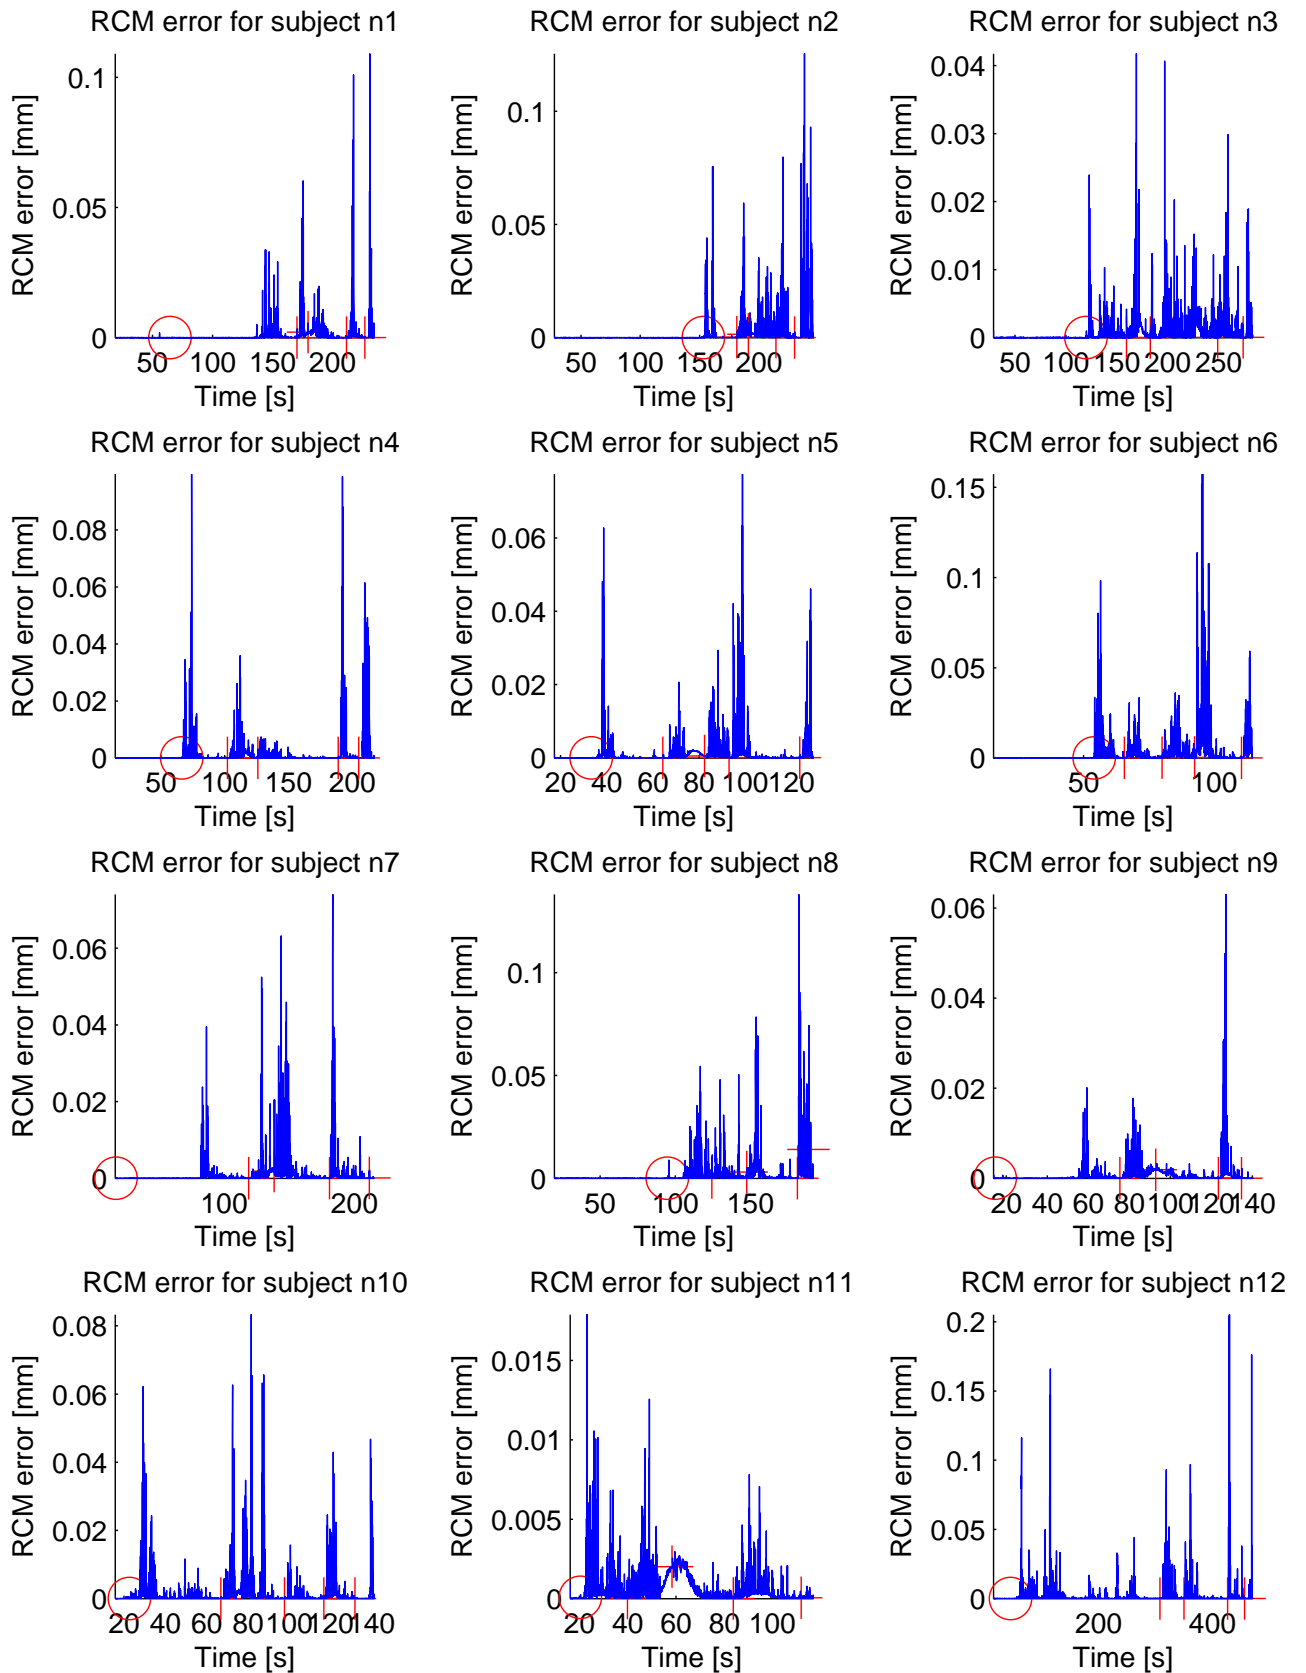 RCM error for subject n1
RCM error [mm]
0.1
0.05
0
50 100 150 200
Time [s]
RCM error for subject n2
RCM error [mm]
0.1
0.05
0
50 100 150 200
Time [s]
RCM error for subject n3
RCM error [mm]
0.04
0.03
0.02
0.01
0
50 100 150 200 250
Time [s]
RCM error for subject n4
RCM error [mm]
0.08
0.06
0.04
0.02
0
50 100 150 200
Time [s]
RCM error for subject n5
RCM error [mm]
0.06
0.04
0.02
0
20 40 60 80 100 120
Time [s]
RCM error for subject n6
RCM error [mm]
0.15
0.1
0.05
0
50 100
Time [s]
RCM error for subject n7
RCM error [mm]
0.06
0.04
0.02
0
100 200
Time [s]
RCM error for subject n8
RCM error [mm]
0.1
0.05
0
50 100 150
Time [s]
RCM error for subject n9
RCM error [mm]
0.06
0.04
0.02
0
20 40 60 80 100 120 140
Time [s]
RCM error for subject n10
RCM error [mm]
0.08
0.06
0.04
0.02
0
20 40 60 80 100 120 140
Time [s]
RCM error for subject n11
RCM error [mm]
0.015
0.01
0.005
0
20 40 60 80 100
Time [s]
RCM error for subject n12
RCM error [mm]
0.2
0.15
0.1
0.05
0
200 400
Time [s]